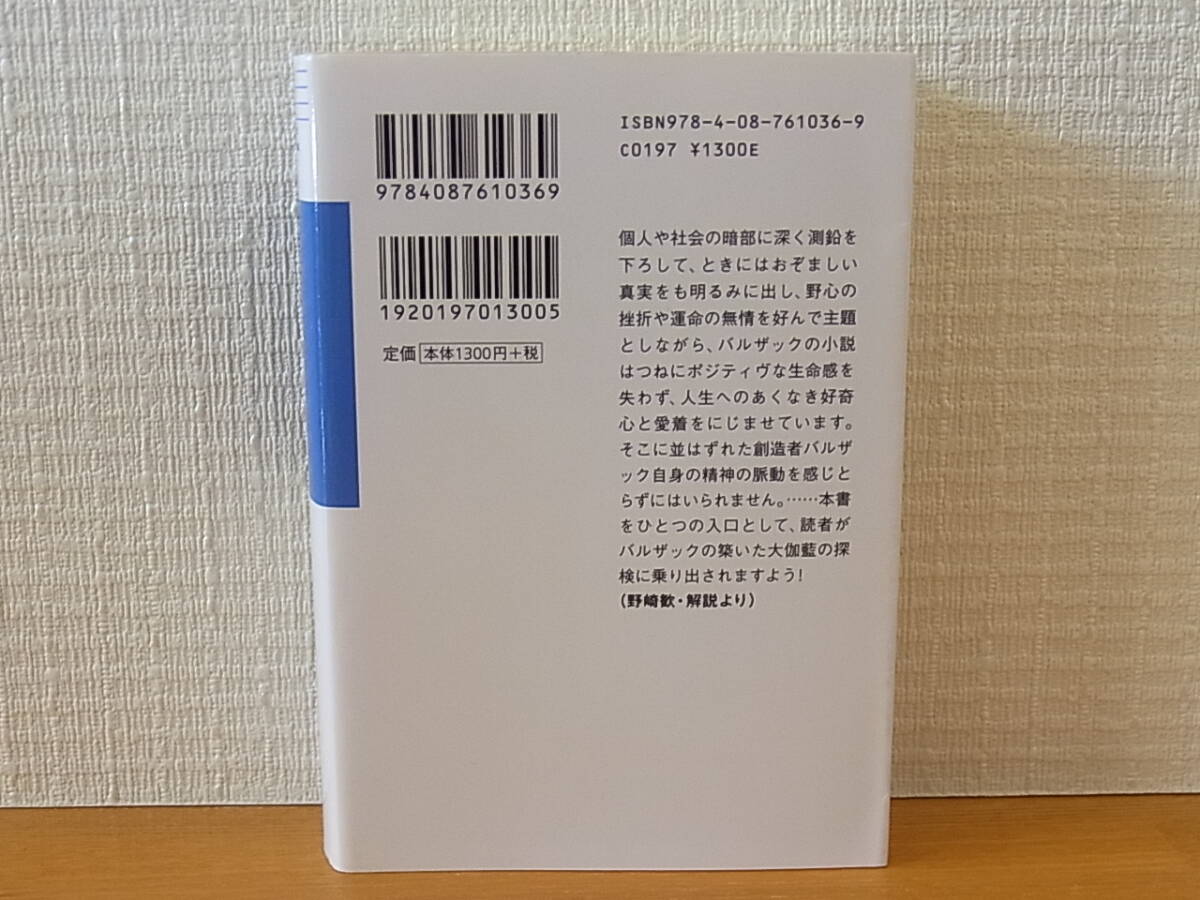 9784087610369
1920197013005
定価 本体1300円+税
ISBN978-4-08-761036-9
C0197 ¥1300E
個人や社会の暗部に深く測鉛を
下ろして、ときにはおぞましい
真実をも明るみに出し、野心の
挫折や運命の無情を好んで主題
としながら、バルザックの小説
はつねにポジティヴな生命感を
失わず、人生へのあくなき好奇
心と愛着をにじませています。
そこに並はずれた創造者バルザ
ック自身の精神の脈動を感じと
らずにはいられません。……本書
をひとつの入口として、読者が
バルザックの築いた大伽藍の探
検に乗り出されますよう!
(野崎歓・解説より)